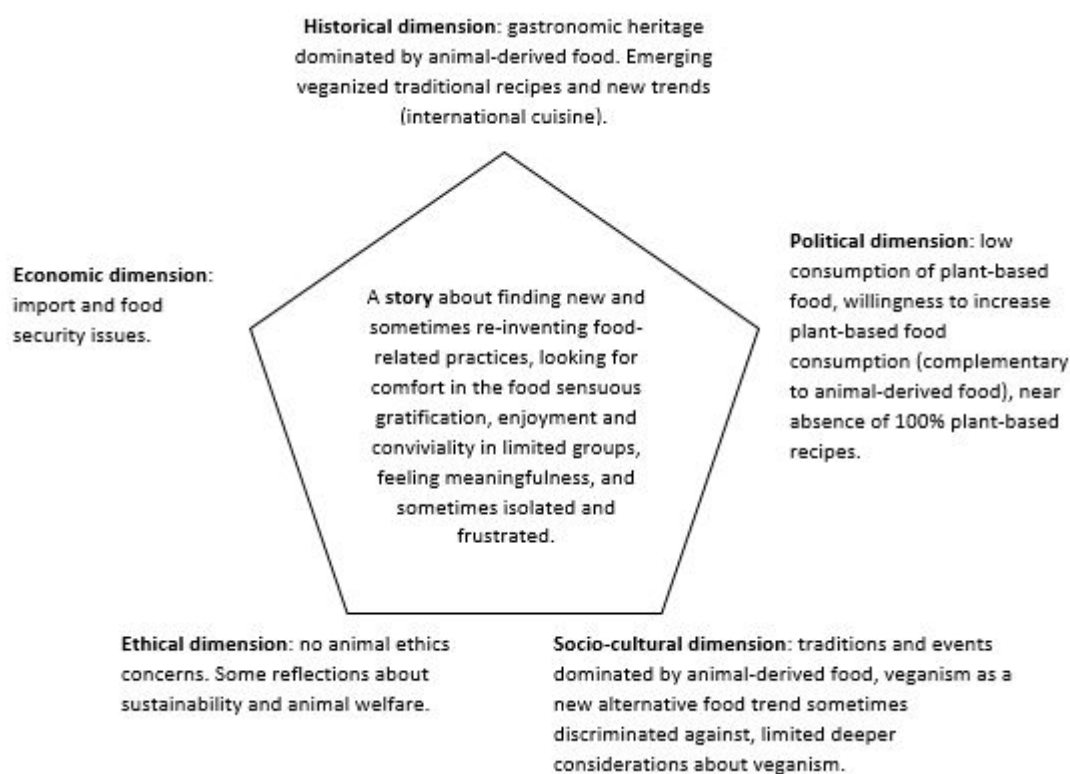 Historical dimension: gastronomic heritage
dominated by animal-derived food. Emerging
veganized traditional recipes and new trends
(international cuisine).
Economic dimension:
import and food
security issues.
A story about finding new and
sometimes re-inventing food-
related practices, looking for
comfort in the food sensuous
gratification, enjoyment and
conviviality in limited groups,
feeling meaningfulness, and
sometimes isolated and
frustrated.
Political dimension: low
consumption of plant-based
food, willingness to increase
plant-based food
consumption (complementary
to animal-derived food), near
absence of 100% plant-based
recipes.
Ethical dimension: no animal ethics
concerns. Some reflections about
sustainability and animal welfare.
Socio-cultural dimension: traditions and events
dominated by animal-derived food, veganism as a
new alternative food trend sometimes
discriminated against, limited deeper
considerations about veganism.